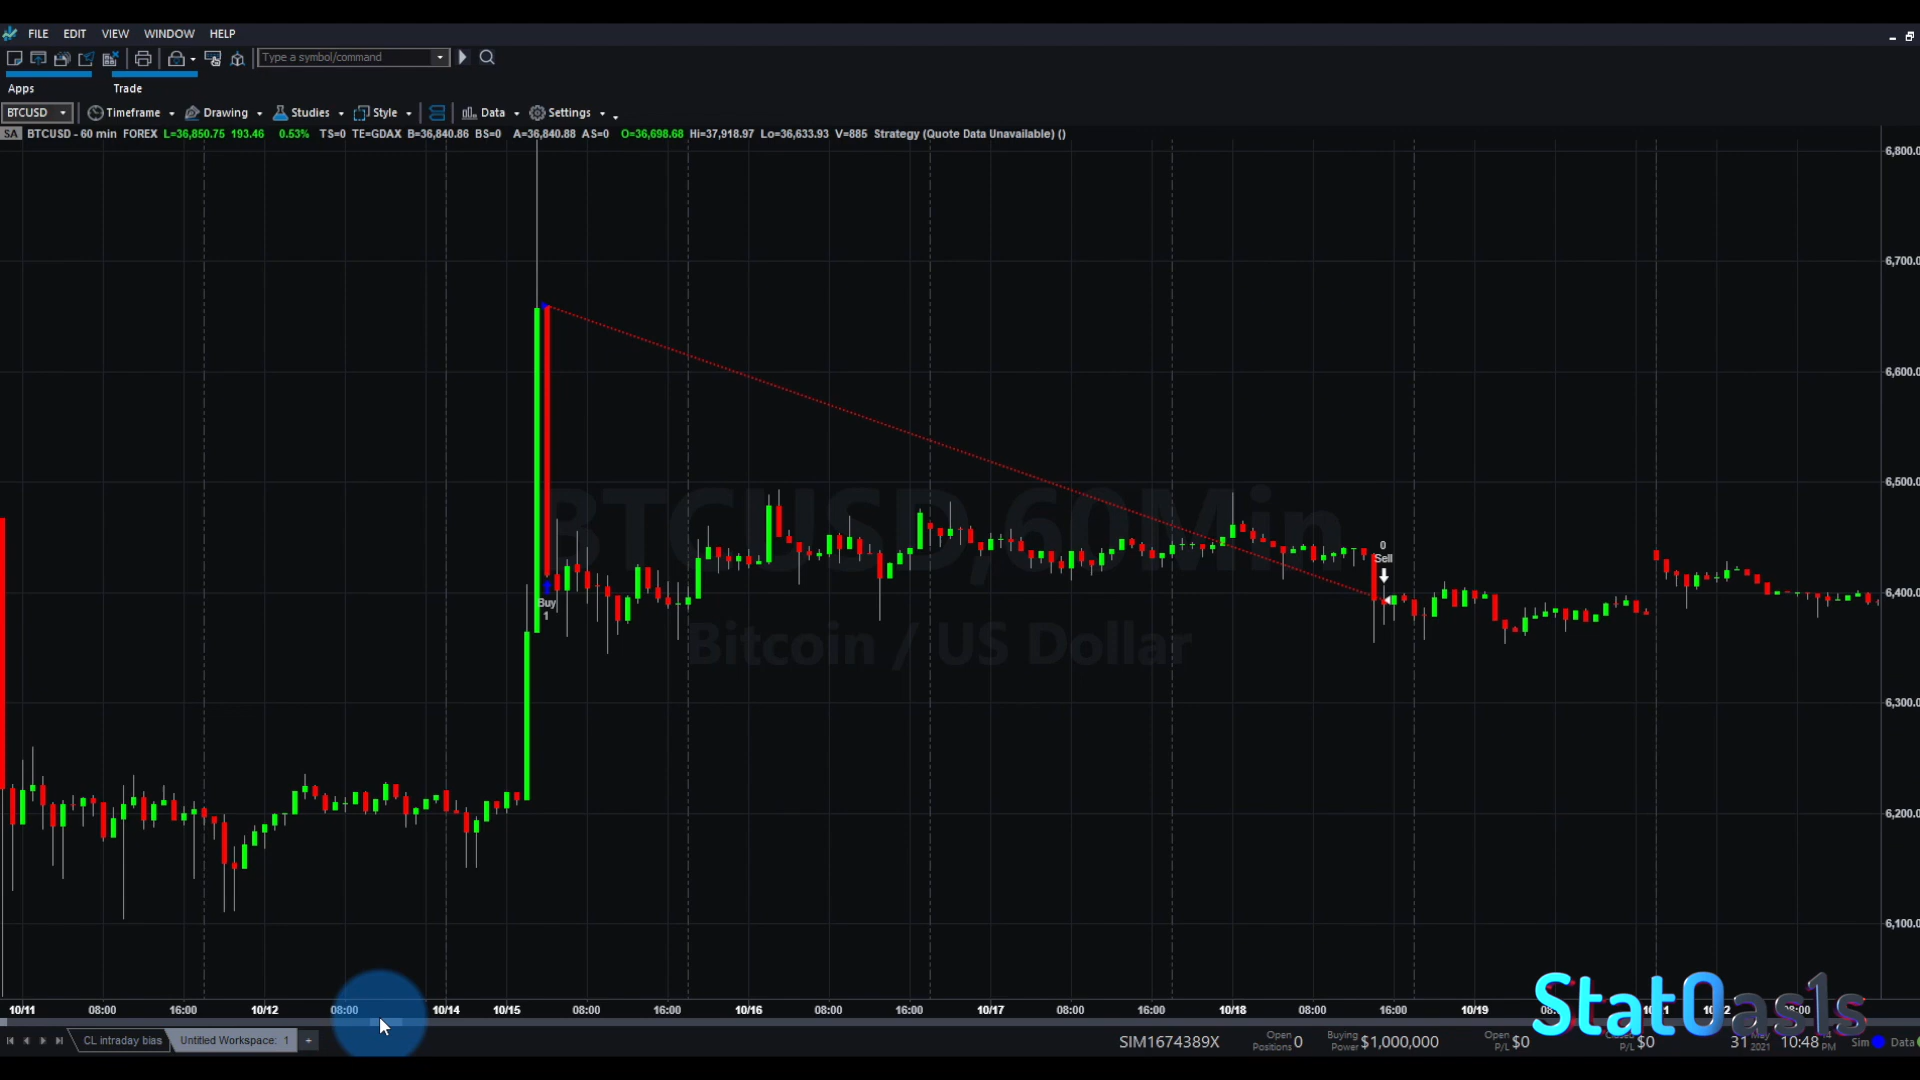 FILE EDIT VIEW WINDOW HELP
Type a symbol/command
Apps Trade
BTCUSD Timeframe Drawing Studies Style Data Settings
SA BTCUSD - 60 min FOREX L=36,850.75 193.46 0.53% TS=0 TE=GDAX B=36,840.86 BS=0 A=36,840.88 AS=0 O=36,698.68 Hi=37,918.97 Lo=36,633.93 V=885 Strategy (Quote Data Unavailable) ()
6,800.0
6,700.0
6,600.0
6,500.0
BTCUSD,60Min
0
Sell
6,400.0
Buy
1
Bitcoin / US Dollar
6,300.0
6,200.0
6,100.0
StatOas1s
10/11 08:00 16:00 10/12 08:00 10/14 10/15 08:00 16:00 10/16 08:00 16:00 10/17 08:00 16:00 10/18 08:00 16:00 10/19
CL intraday bias Untitled Workspace: 1 +
SIM1674389X Open Positions 0 Buying Power $1,000,000 Open P/L $0 P/L $0 31 May 2021 10:48 PM Sim Data